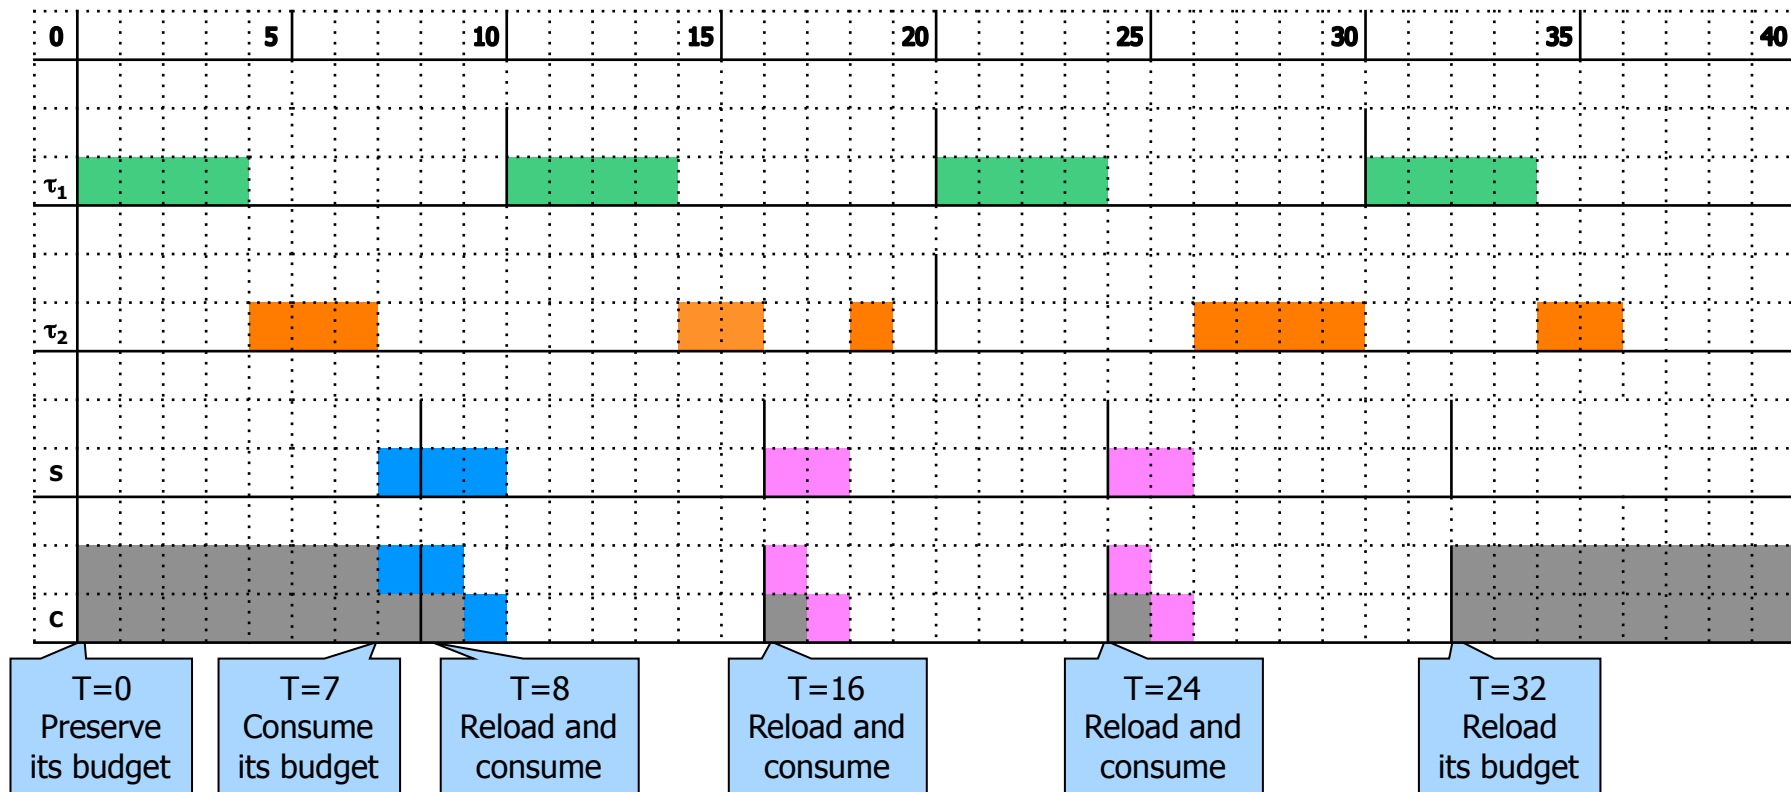 0 5 10 15 20 25 30 35 40
τ1
τ2
S
C
T=0
Preserve
its budget
T=7
Consume
its budget
T=8
Reload and
consume
T=16
Reload and
consume
T=24
Reload and
consume
T=32
Reload
its budget